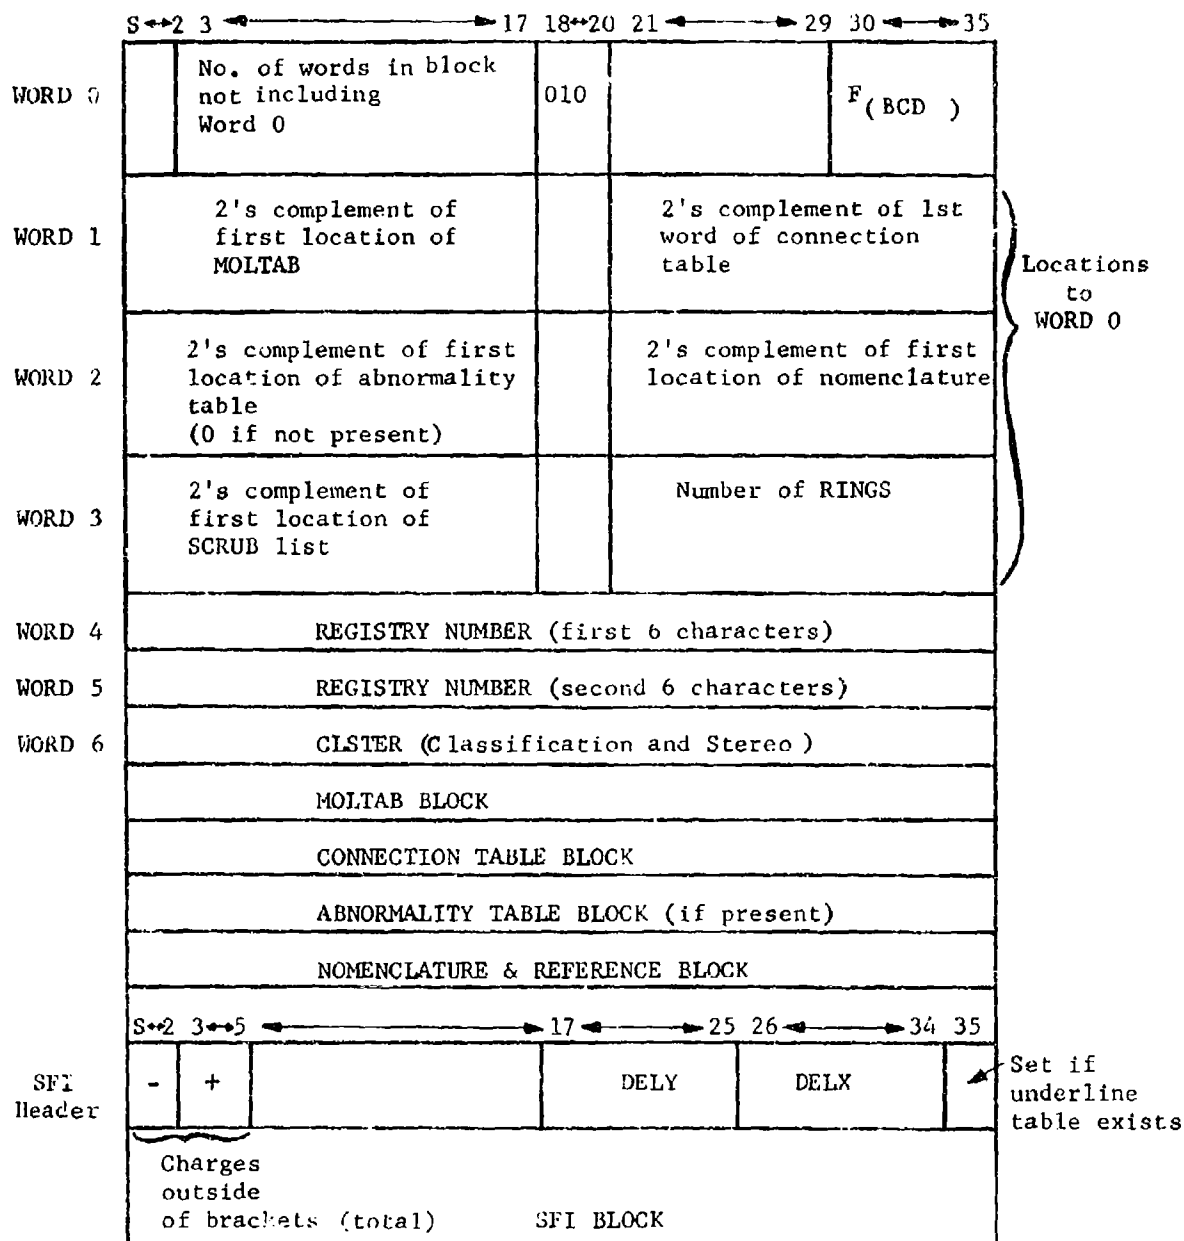 S 2 3 17 18 20 21 29 30 35
WORD 0
No. of words in block
not including
Word 0
010
F(BCD )
WORD 1
2's complement of
first location of
MOLTAB
2's complement of 1st
word of connection
table
Locations
to
WORD 0
WORD 2
2's complement of first
location of abnormality
table
(0 if not present)
2's complement of first
location of nomenclature
WORD 3
2's complement of
first location of
SCRUB list
Number of RINGS
WORD 4 REGISTRY NUMBER (first 6 characters)
WORD 5 REGISTRY NUMBER (second 6 characters)
WORD 6 CLSTER (Classification and Stereo )
MOLTAB BLOCK
CONNECTION TABLE BLOCK
ABNORMALITY TABLE BLOCK (if present)
NOMENCLATURE & REFERENCE BLOCK
S 2 3 5 17 25 26 34 35
SFI
Header
- +
DELY DELX
Set if
underline
table exists
Charges
outside
of brackets (total)
SFI BLOCK